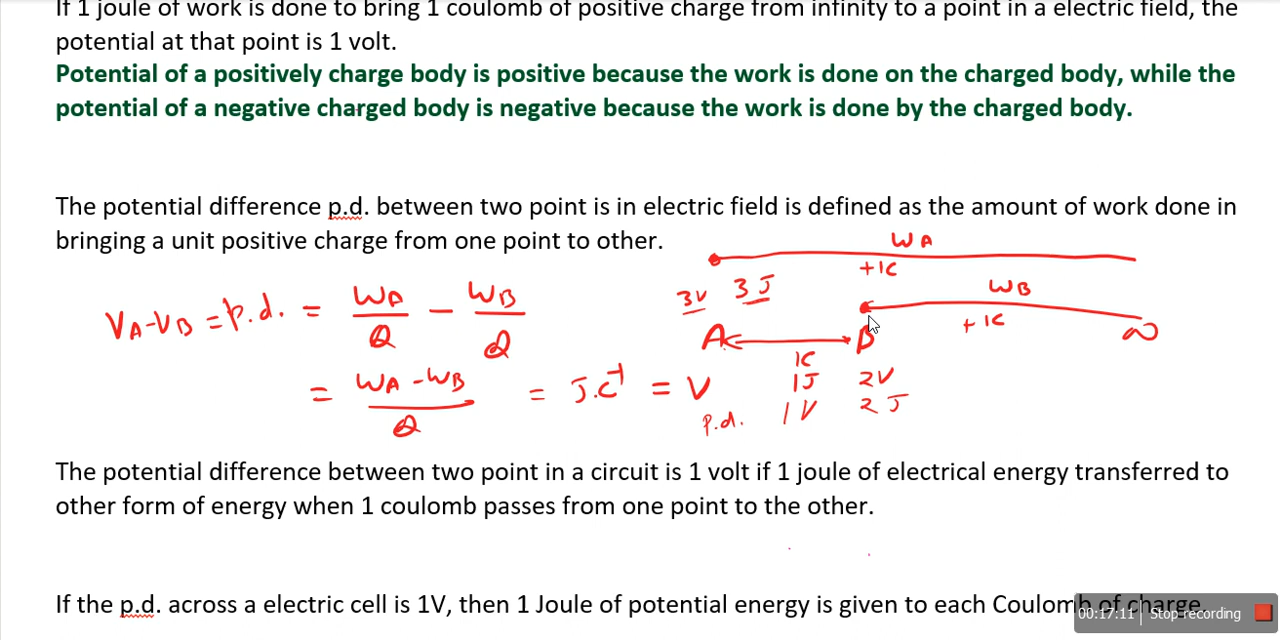 If 1 joule of work is done to bring 1 coulomb of positive charge from infinity to a point in a electric field, the
potential at that point is 1 volt.
Potential of a positively charge body is positive because the work is done on the charged body, while the
potential of a negative charged body is negative because the work is done by the charged body.
The potential difference p.d. between two point is in electric field is defined as the amount of work done in
bringing a unit positive charge from one point to other.
WA
+1C
WB
+1C
3V 3J
VA-VB = p.d. = WA/Q - WB/Q
A B ∞
= WA-WB/Q = J.C⁻¹ = V
1C
1J 2V
p.d. 1V 2J
The potential difference between two point in a circuit is 1 volt if 1 joule of electrical energy transferred to
other form of energy when 1 coulomb passes from one point to the other.
If the p.d. across a electric cell is 1V, then 1 Joule of potential energy is given to each Coulomb of charge.
00:17:11 Stop recording